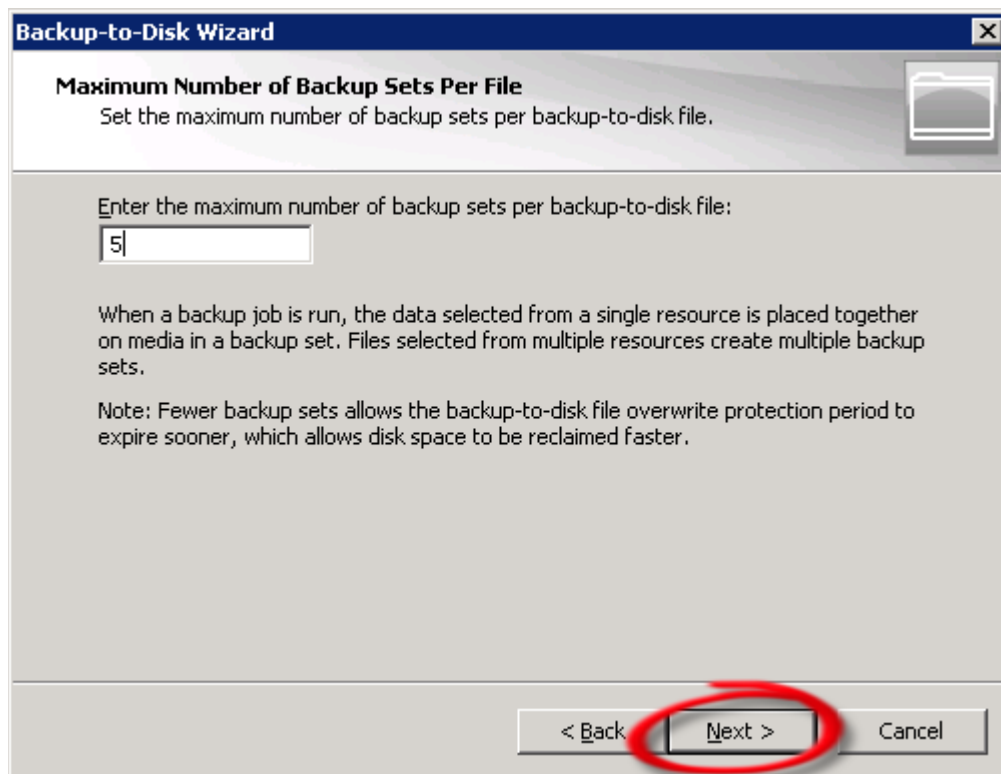 Backup-to-Disk Wizard
Maximum Number of Backup Sets Per File
Set the maximum number of backup sets per backup-to-disk file.
Enter the maximum number of backup sets per backup-to-disk file:
5
When a backup job is run, the data selected from a single resource is placed together
on media in a backup set. Files selected from multiple resources create multiple backup
sets.
Note: Fewer backup sets allows the backup-to-disk file overwrite protection period to
expire sooner, which allows disk space to be reclaimed faster.
< Back Next > Cancel